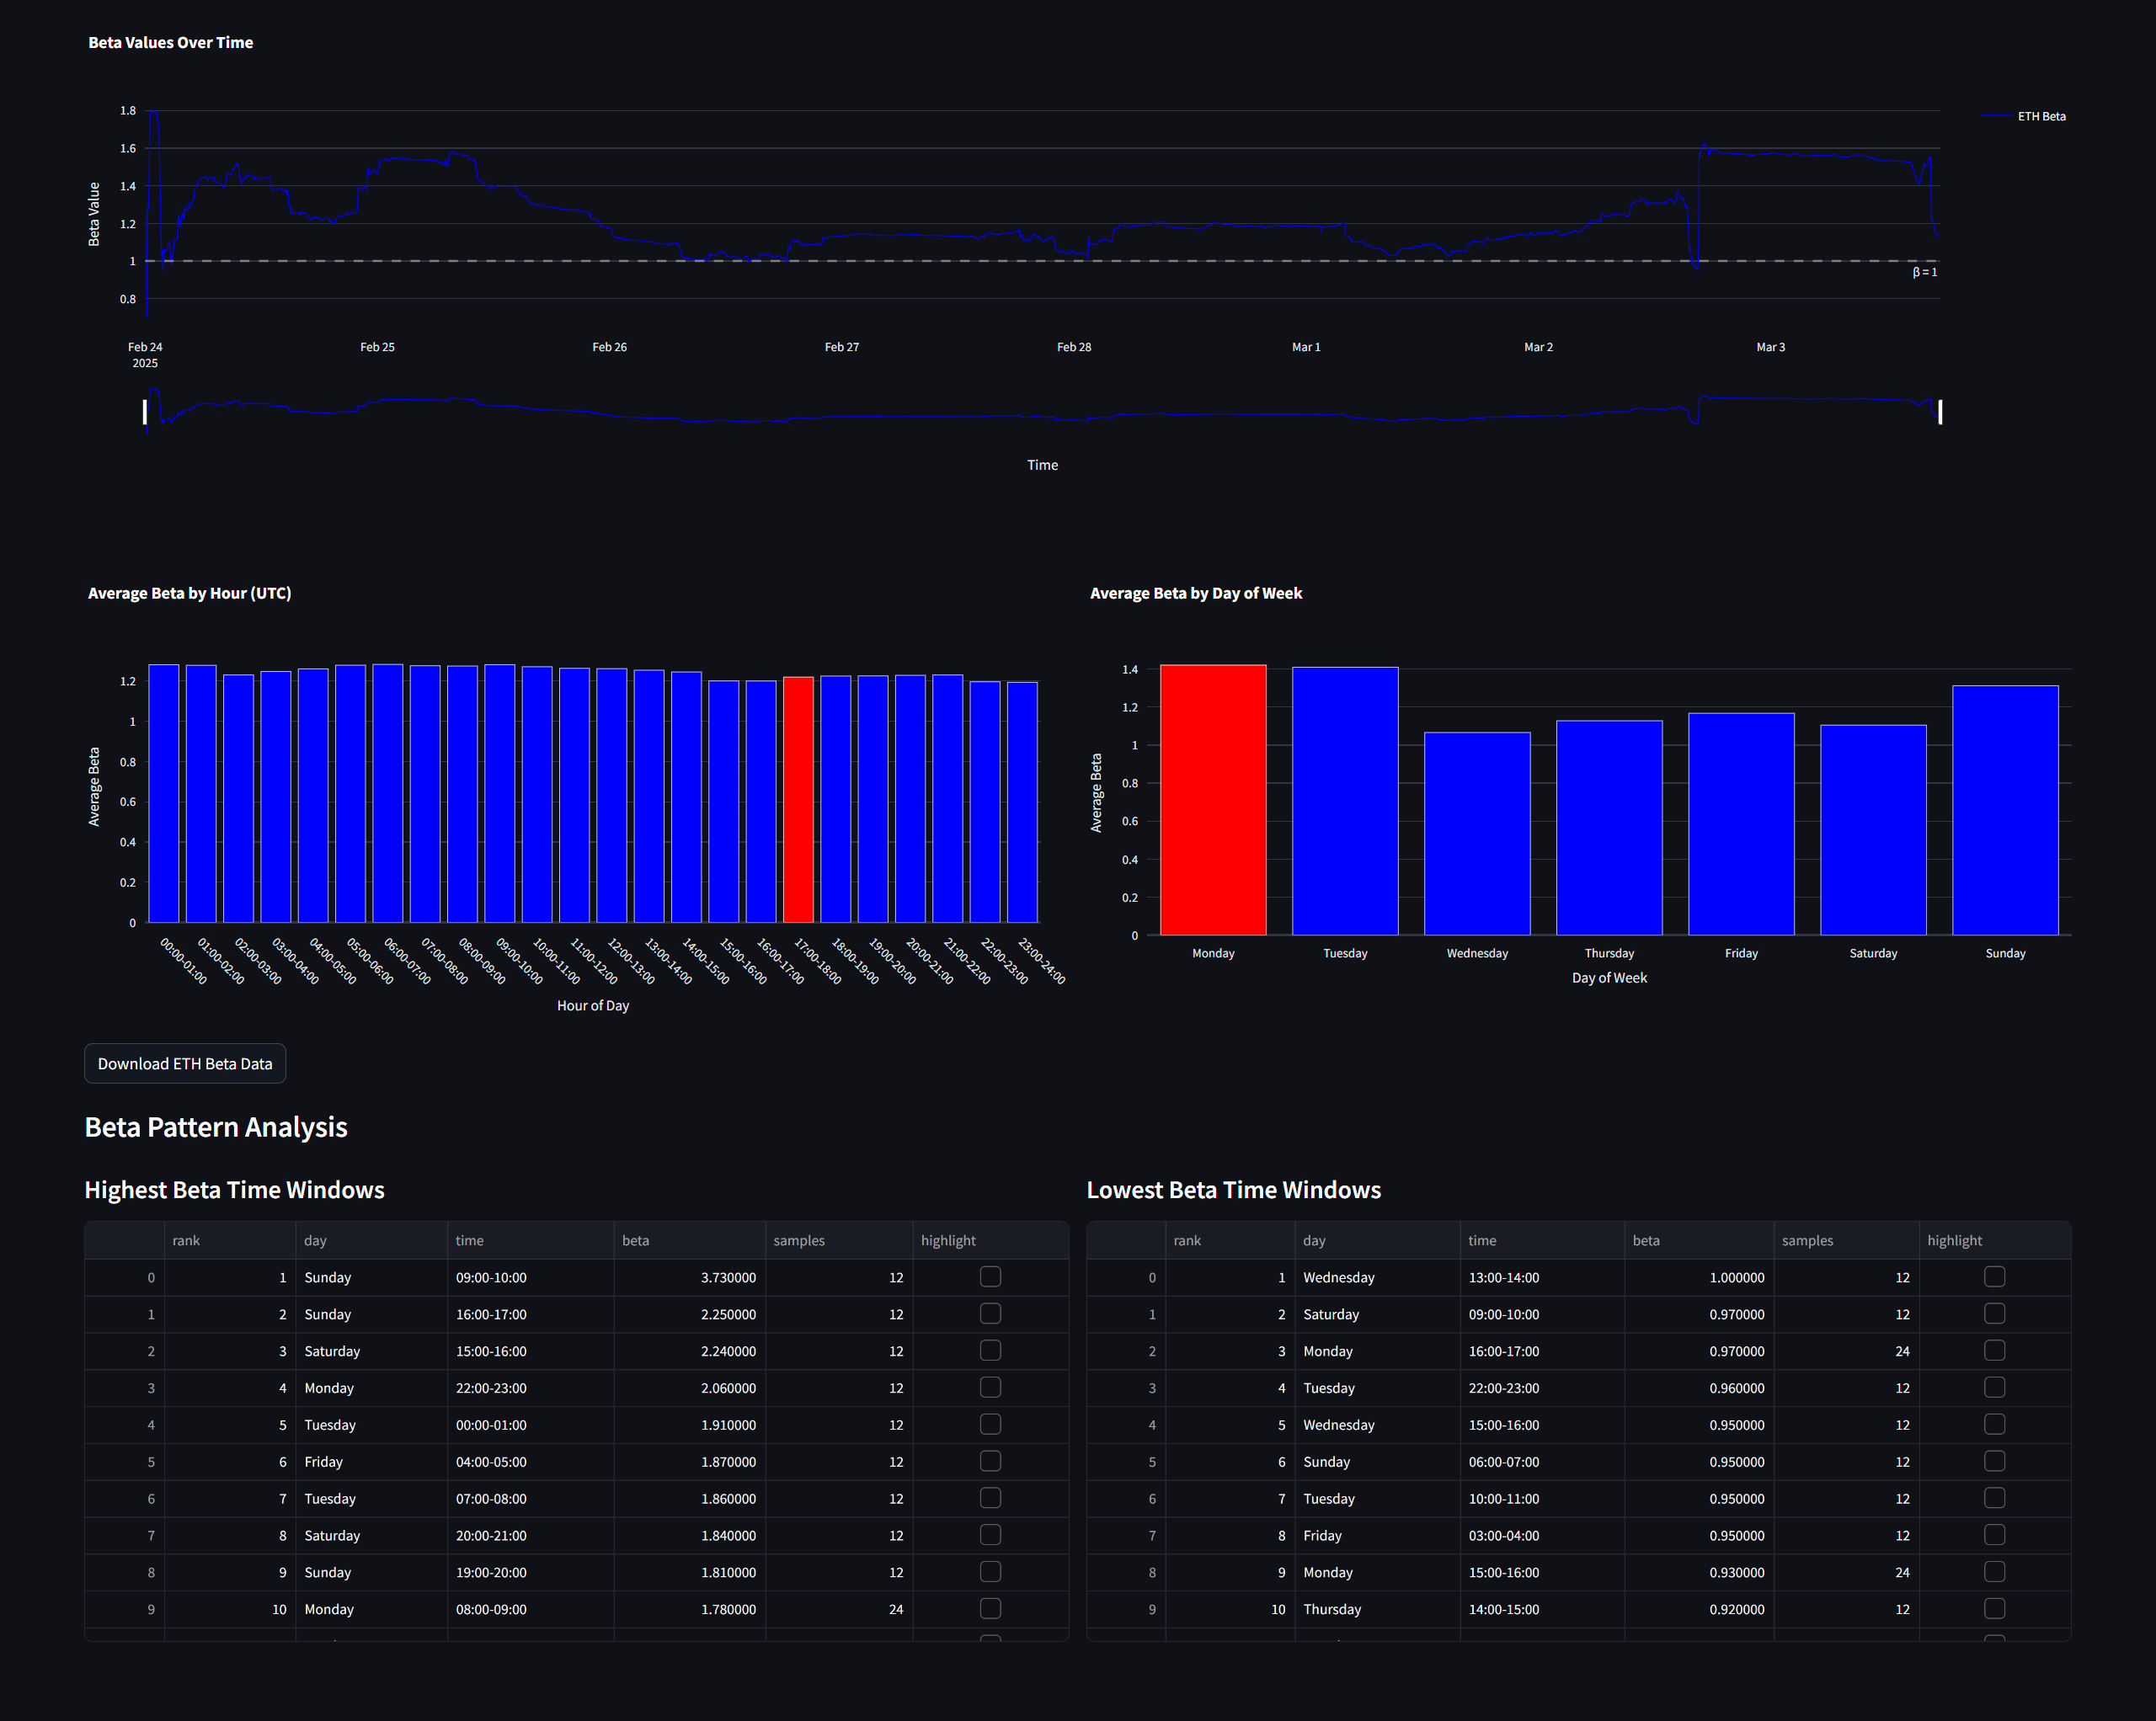 Beta Values Over Time
1.8
1.6
1.4
1.2
1
0.8
Beta Value
ETH Beta
β = 1
Feb 24 Feb 25 Feb 26 Feb 27 Feb 28 Mar 1 Mar 2 Mar 3
2025
Time
Average Beta by Hour (UTC)
1.2
1
0.8
0.6
0.4
0.2
0
Average Beta
00:00-01:00 01:00-02:00 02:00-03:00 03:00-04:00 04:00-05:00 05:00-06:00 06:00-07:00 07:00-08:00 08:00-09:00 09:00-10:00 10:00-11:00 11:00-12:00 12:00-13:00 13:00-14:00 14:00-15:00 15:00-16:00 16:00-17:00 17:00-18:00 18:00-19:00 19:00-20:00 20:00-21:00 21:00-22:00 22:00-23:00 23:00-24:00
Hour of Day
Average Beta by Day of Week
1.4
1.2
1
0.8
0.6
0.4
0.2
0
Average Beta
Monday Tuesday Wednesday Thursday Friday Saturday Sunday
Day of Week
Download ETH Beta Data
Beta Pattern Analysis
Highest Beta Time Windows
rank day time beta samples highlight
0 1 Sunday 09:00-10:00 3.730000 12
1 2 Sunday 16:00-17:00 2.250000 12
2 3 Saturday 15:00-16:00 2.240000 12
3 4 Monday 22:00-23:00 2.060000 12
4 5 Tuesday 00:00-01:00 1.910000 12
5 6 Friday 04:00-05:00 1.870000 12
6 7 Tuesday 07:00-08:00 1.860000 12
7 8 Saturday 20:00-21:00 1.840000 12
8 9 Sunday 19:00-20:00 1.810000 12
9 10 Monday 08:00-09:00 1.780000 24
Lowest Beta Time Windows
rank day time beta samples highlight
0 1 Wednesday 13:00-14:00 1.000000 12
1 2 Saturday 09:00-10:00 0.970000 12
2 3 Monday 16:00-17:00 0.970000 24
3 4 Tuesday 22:00-23:00 0.960000 12
4 5 Wednesday 15:00-16:00 0.950000 12
5 6 Sunday 06:00-07:00 0.950000 12
6 7 Tuesday 10:00-11:00 0.950000 12
7 8 Friday 03:00-04:00 0.950000 12
8 9 Monday 15:00-16:00 0.930000 24
9 10 Thursday 14:00-15:00 0.920000 12